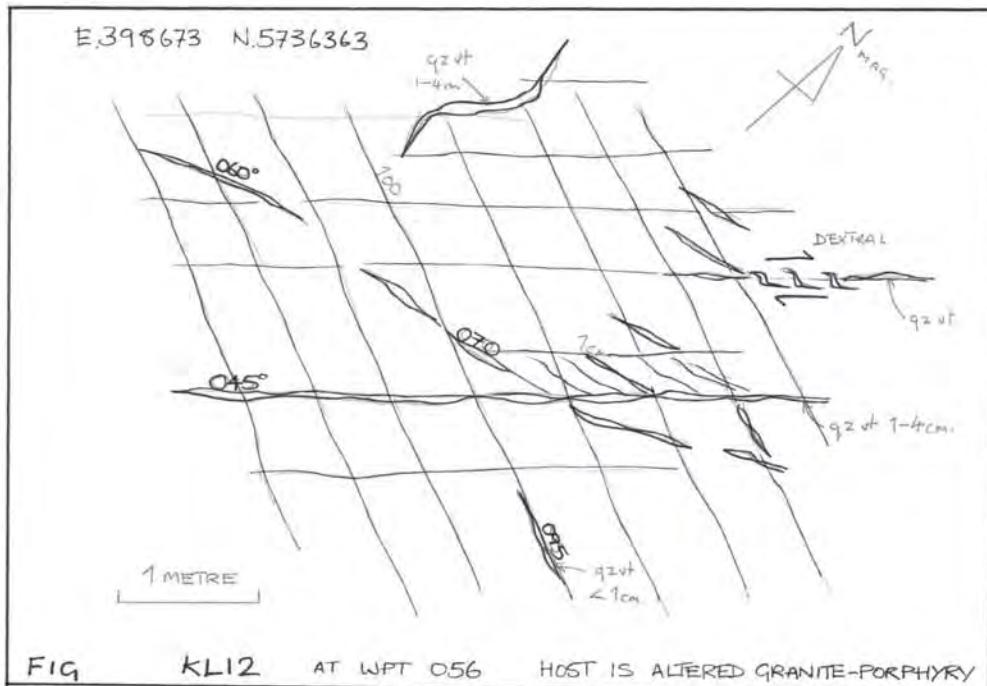 E.398673 N.5736363
N
MAG.
qz vt
1-4cm
060°
80
DEXTRAL
qz vt
070
7cm
045°
qz vt 1-4cm.
095
qz vt
<1cm
1 METRE
FIG KL12 AT WPT 056 HOST IS ALTERED GRANITE-PORPHYRY